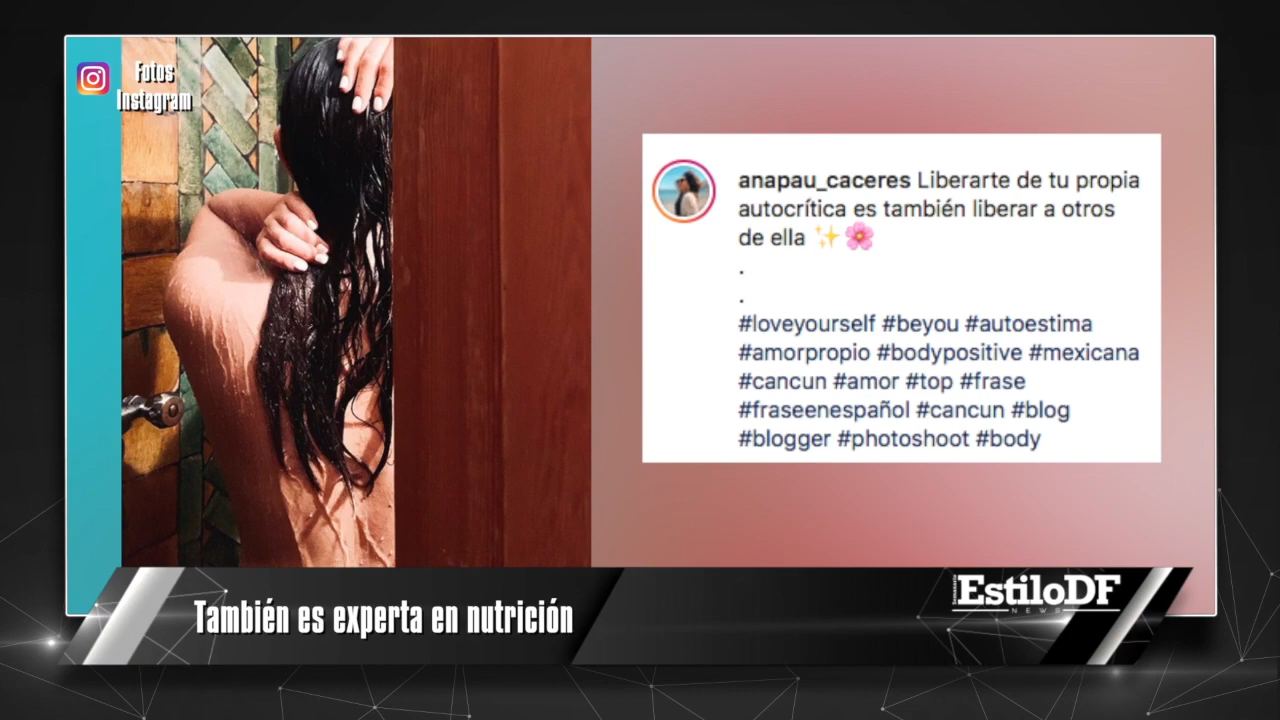 Fotos
Instagram
anapau_caceres Liberarte de tu propia
autocrítica es también liberar a otros
de ella ✨🌸
.
.
#loveyourself #beyou #autoestima
#amorpropio #bodypositive #mexicana
#cancun #amor #top #frase
#fraseenespañol #cancun #blog
#blogger #photoshoot #body
También es experta en nutrición
EstiloDF
NEWS